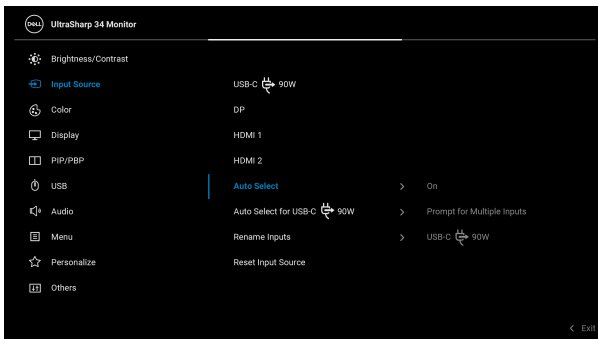 DELL UltraSharp 34 Monitor
Brightness/Contrast
Input Source USB-C 90W
Color DP
Display HDMI 1
PIP/PBP HDMI 2
USB Auto Select > On
Audio Auto Select for USB-C 90W > Prompt for Multiple Inputs
Menu Rename Inputs > USB-C 90W
Personalize Reset Input Source
Others
< Exit